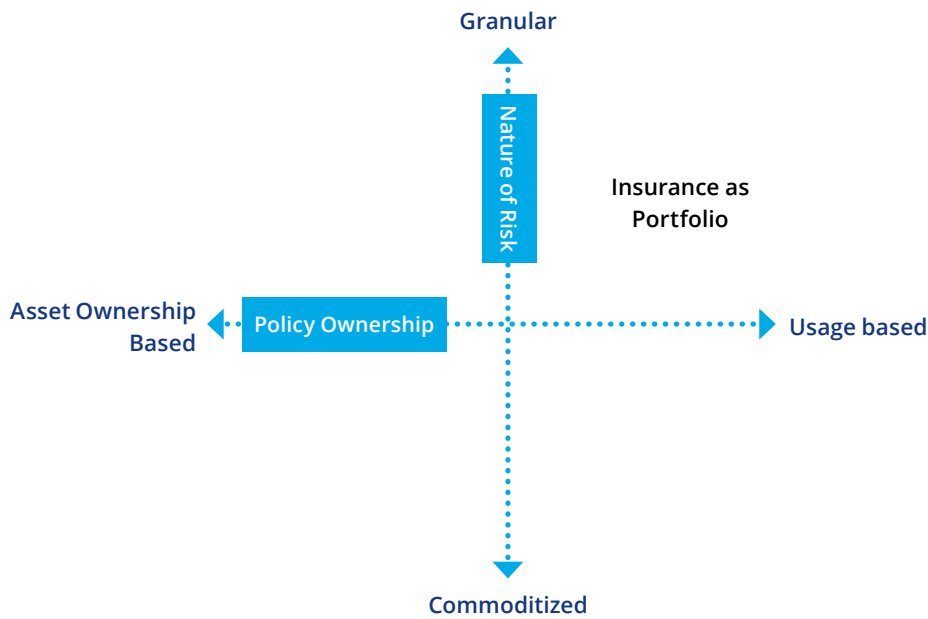 Granular
Nature of Risk
Insurance as
Portfolio
Asset Ownership
Based
Policy Ownership
Usage based
Commoditized